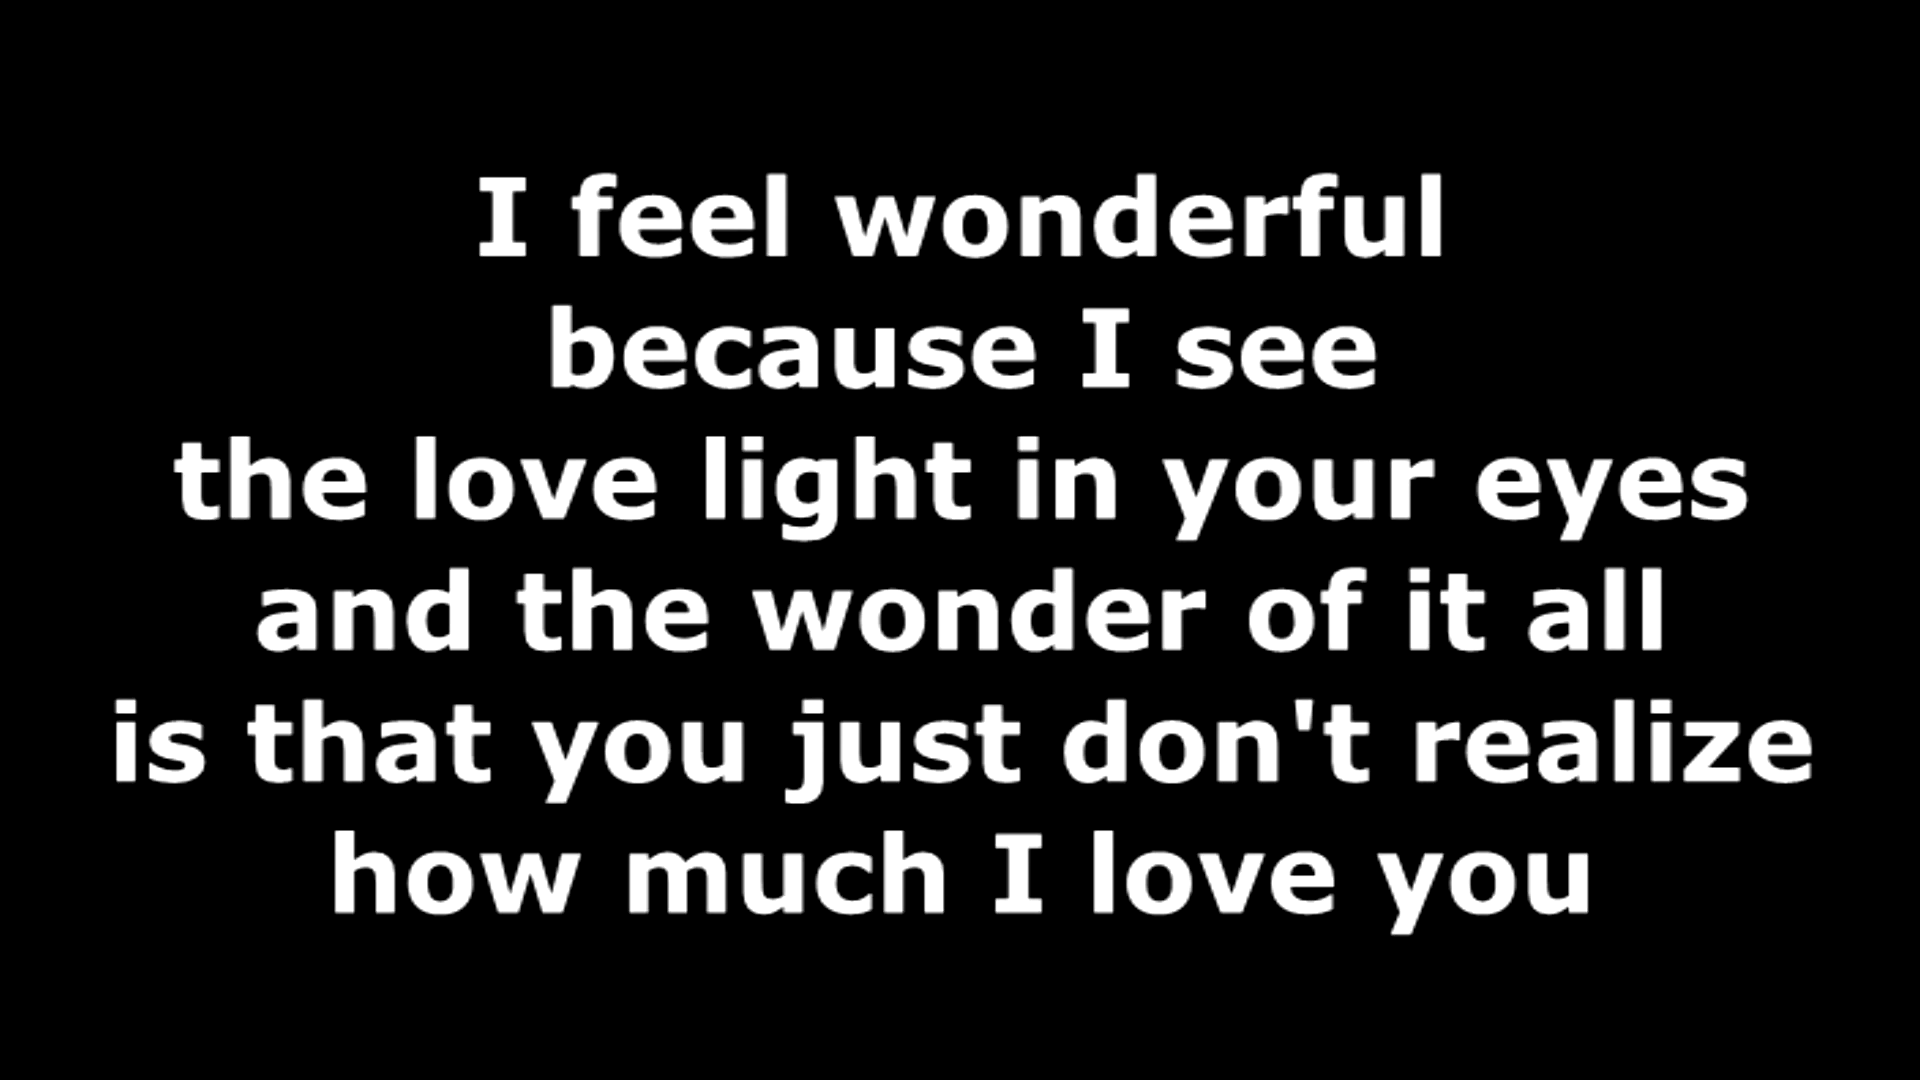 I feel wonderful
because I see
the love light in your eyes
and the wonder of it all
is that you just don't realize
how much I love you